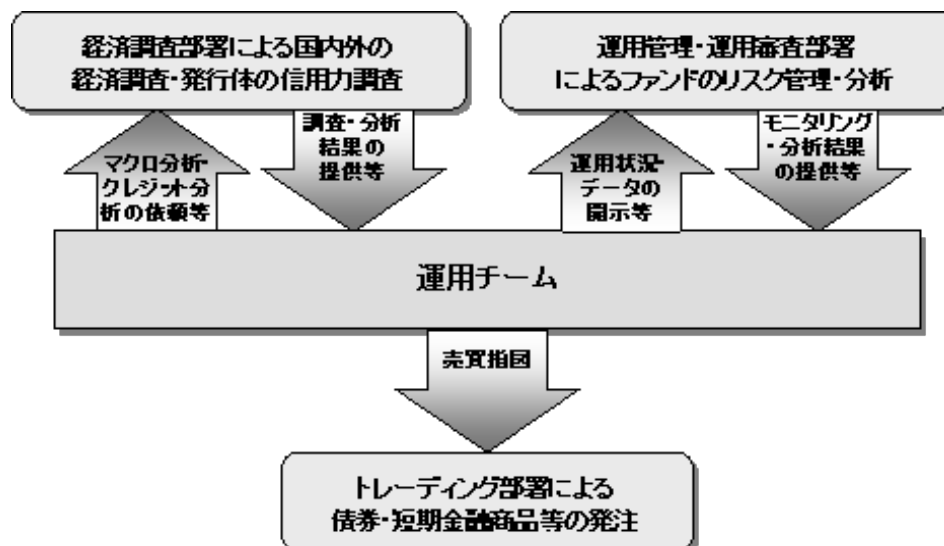 経済調査部署による国内外の
経済調査・発行体の信用力調査
運用管理・運用審査部署
によるファンドのリスク管理・分析
マクロ分析・
クレジット分
析の依頼等
調査・分析
結果の
提供等
運用状況・
データの
開示等
モニタリング
・分析結果
の提供等
運用チーム
売買指図
トレーディング部署による
債券・短期金融商品等の発注